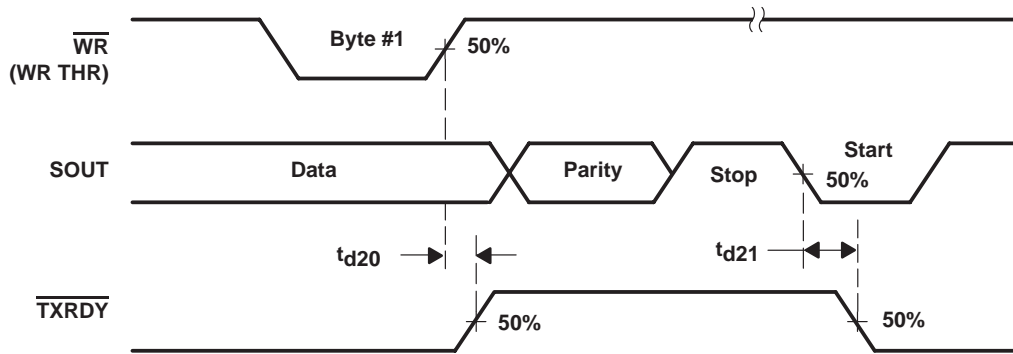 WR
(WR THR)
Byte #1
50%
SOUT
Data
Parity
Stop
Start
50%
td20
td21
TXRDY
50%
50%